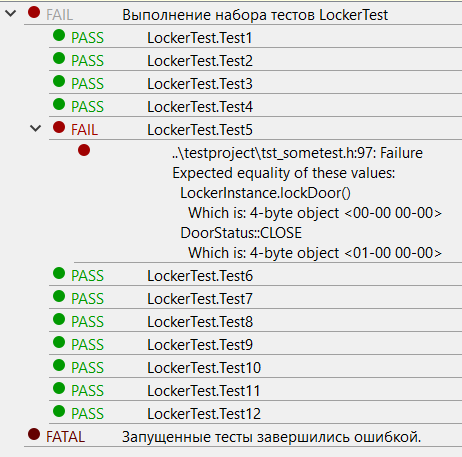 FAIL Выполнение набора тестов LockerTest
PASS LockerTest.Test1
PASS LockerTest.Test2
PASS LockerTest.Test3
PASS LockerTest.Test4
FAIL LockerTest.Test5
..\testproject\tst_sometest.h:97: Failure
Expected equality of these values:
LockerInstance.lockDoor()
Which is: 4-byte object <00-00 00-00>
DoorStatus::CLOSE
Which is: 4-byte object <01-00 00-00>
PASS LockerTest.Test6
PASS LockerTest.Test7
PASS LockerTest.Test8
PASS LockerTest.Test9
PASS LockerTest.Test10
PASS LockerTest.Test11
PASS LockerTest.Test12
FATAL Запущенные тесты завершились ошибкой.